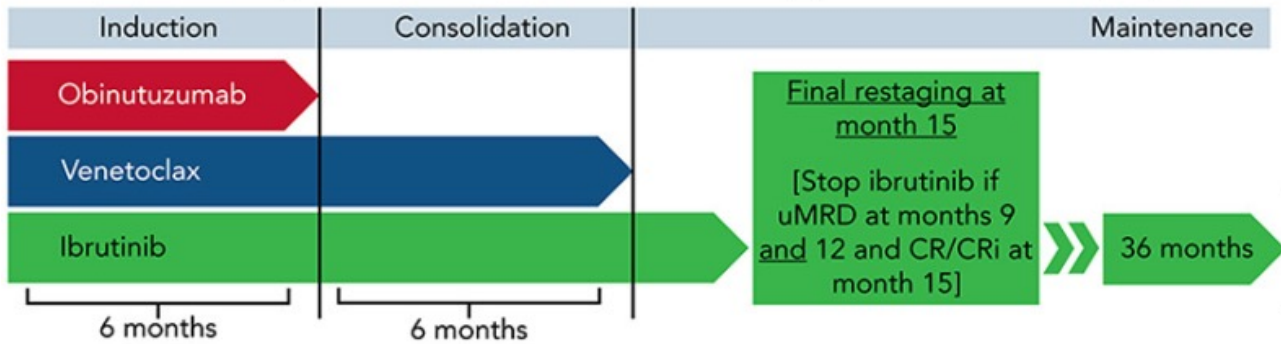 Induction
Consolidation
Maintenance
Obinutuzumab
Venetoclax
Ibrutinib
Final restaging at
month 15
[Stop ibrutinib if
uMRD at months 9
and 12 and CR/CRi at
month 15]
36 months
6 months
6 months